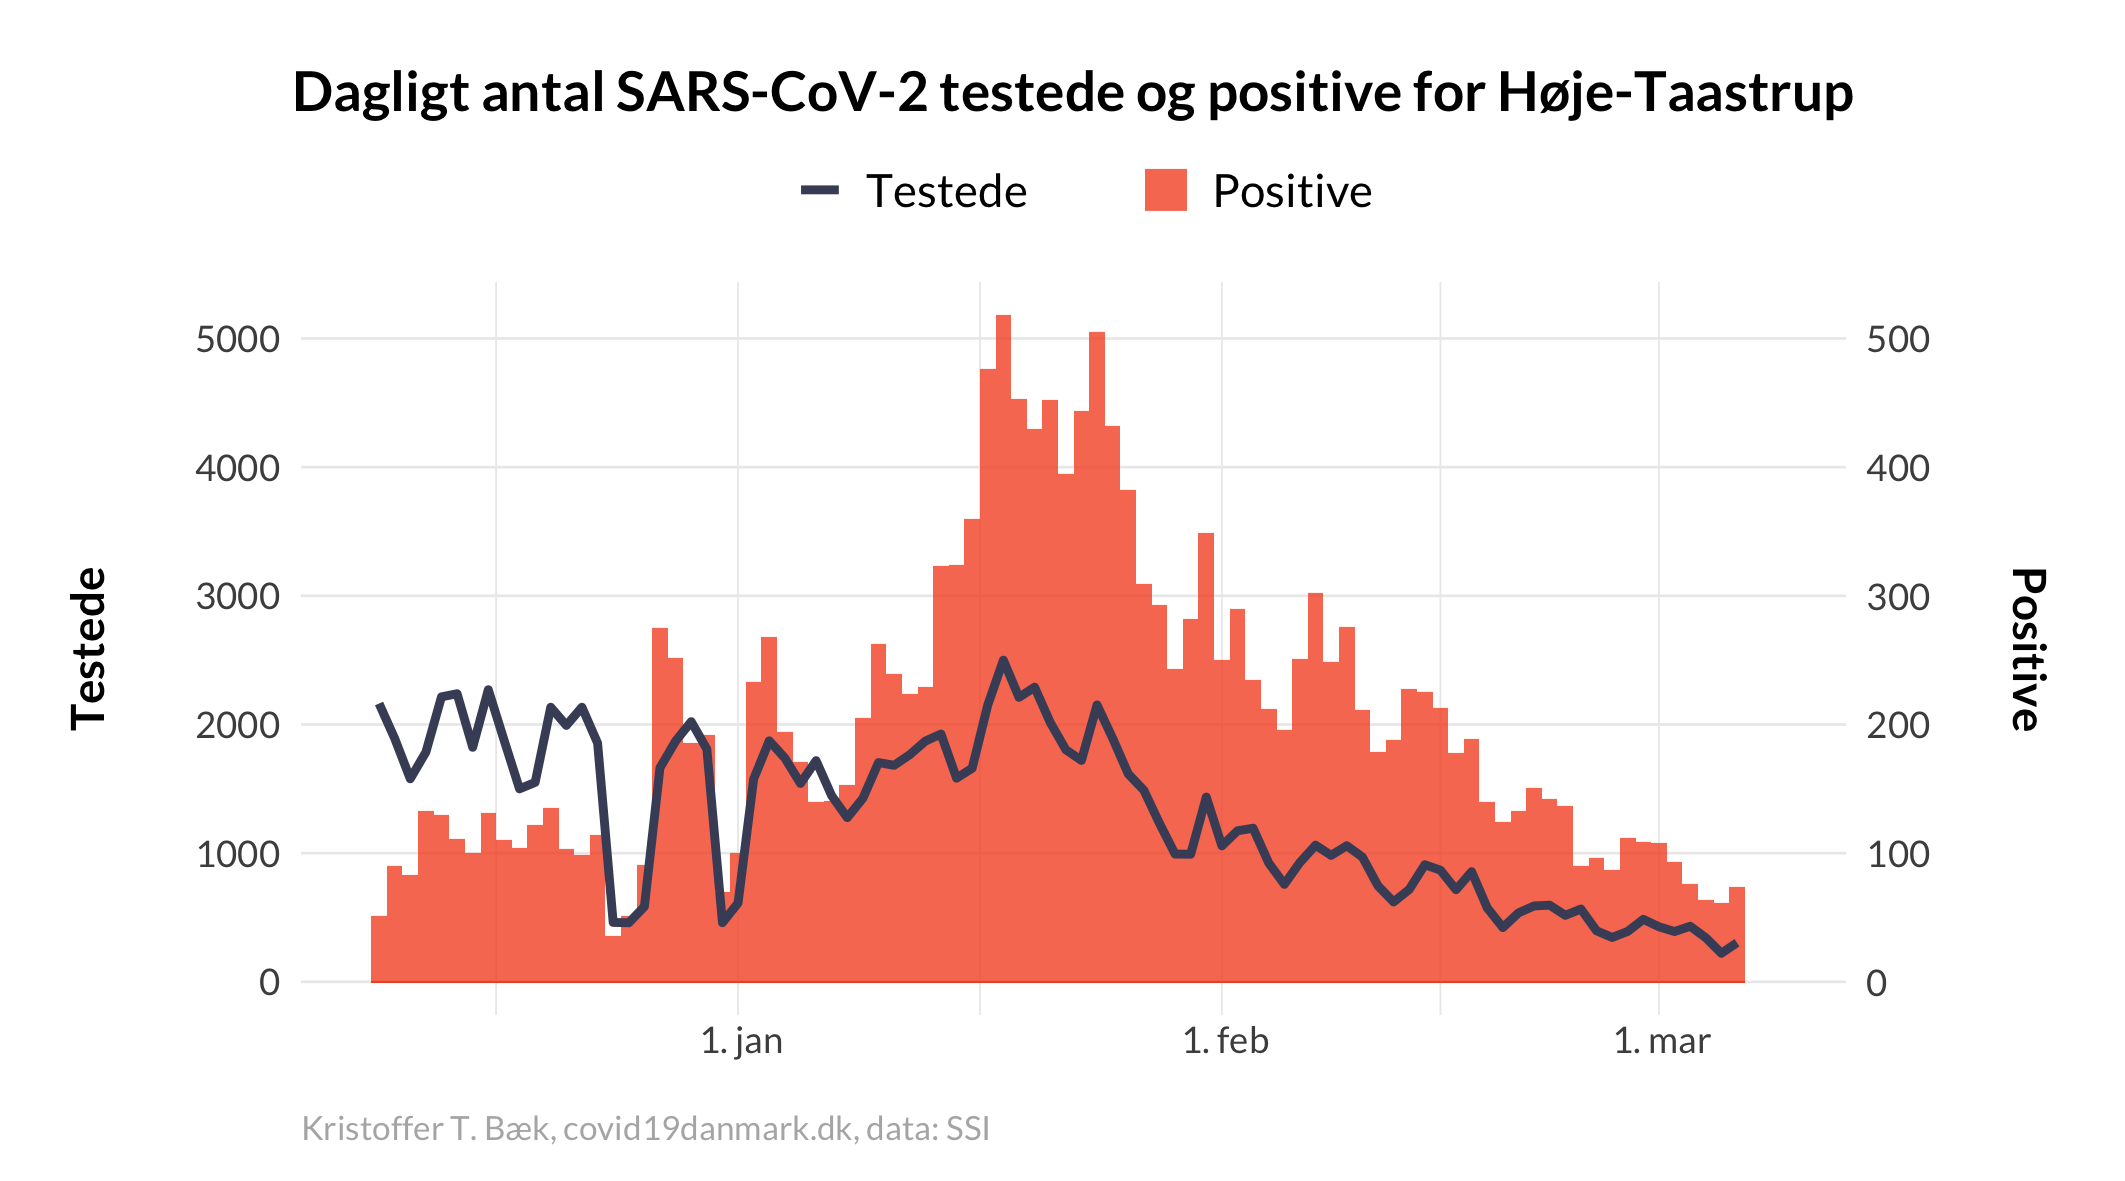 Dagligt antal SARS-CoV-2 testede og positive for Høje-Taastrup
Testede
Positive
5000
4000
3000
2000
1000
0
Testede
500
400
300
200
100
0
Positive
1. jan
1. feb
1. mar
Kristoffer T. Bæk, covid19danmark.dk, data: SSI